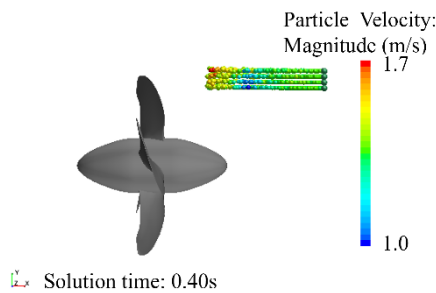 Particle Velocity:
Magnitude (m/s)
1.7
1.0
Y
Z X
Solution time: 0.40s